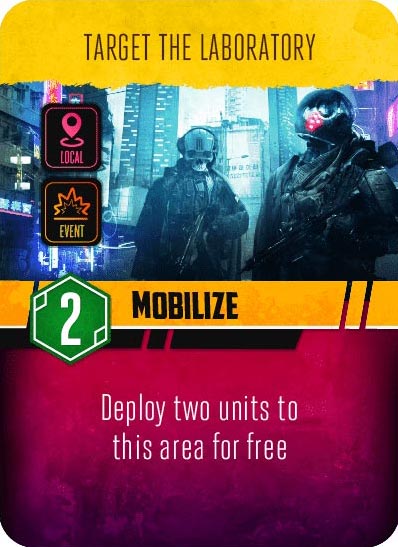 TARGET THE LABORATORY
LOCAL
EVENT
2
MOBILIZE
Deploy two units to
this area for free